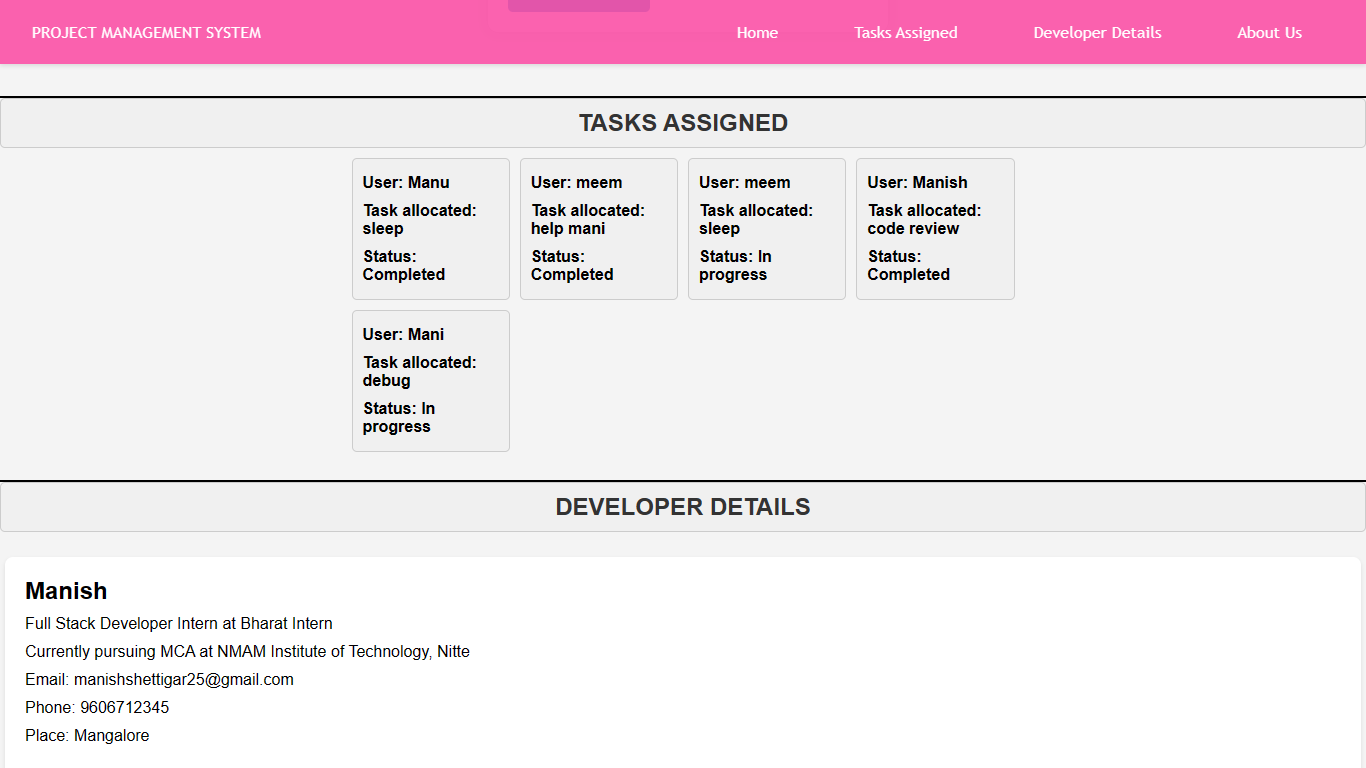 PROJECT MANAGEMENT SYSTEM
Home
Tasks Assigned
Developer Details
About Us
TASKS ASSIGNED
User: Manu
Task allocated:
sleep
Status:
Completed
User: meem
Task allocated:
help mani
Status:
Completed
User: meem
Task allocated:
sleep
Status: In
progress
User: Manish
Task allocated:
code review
Status:
Completed
User: Mani
Task allocated:
debug
Status: In
progress
DEVELOPER DETAILS
Manish
Full Stack Developer Intern at Bharat Intern
Currently pursuing MCA at NMAM Institute of Technology, Nitte
Email: manishshettigar25@gmail.com
Phone: 9606712345
Place: Mangalore